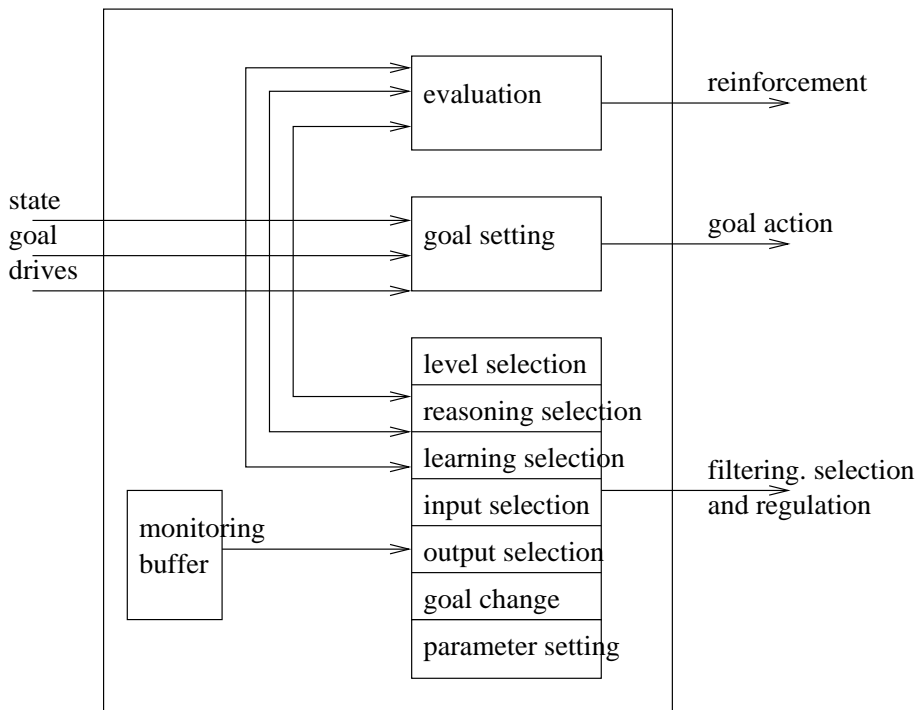 evaluation
reinforcement
state
goal
drives
goal setting
goal action
level selection
reasoning selection
learning selection
input selection
output selection
goal change
parameter setting
filtering. selection
and regulation
monitoring
buffer